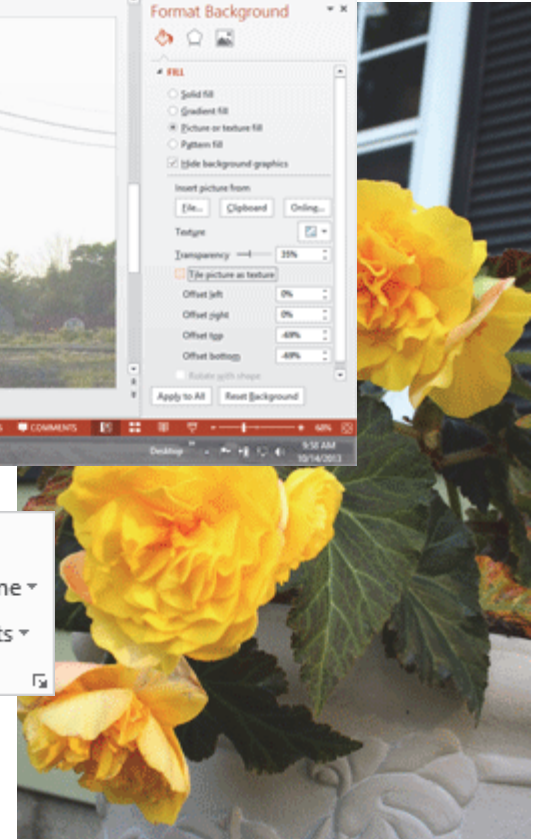 Format Background
FILL
Solid fill
Gradient fill
Picture or texture fill
Pattern fill
Hide background graphics
Insert picture from
File...
Clipboard
Online...
Texture
Transparency
35%
Tile picture as texture
Offset left
0%
Offset right
0%
Offset top
-69%
Offset bottom
-69%
Rotate with shape
Apply to All
Reset Background
COMMENTS
68%
Desktop
9:58 AM
10/14/2013
me
ts